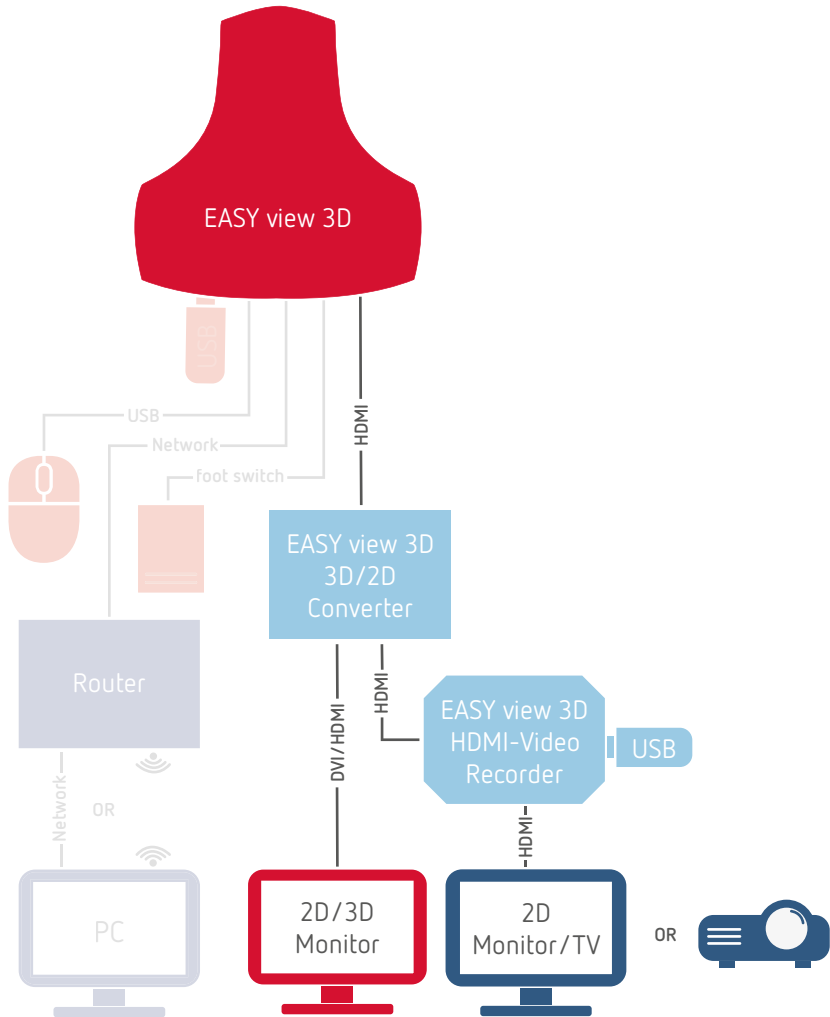 EASY view 3D
USB
USB
Network
foot switch
HDMI
EASY view 3D
3D/2D
Converter
Router
DVI/HDMI
HDMI
EASY view 3D
HDMI-Video
Recorder
USB
Network
OR
HDMI
PC
2D/3D
Monitor
2D
Monitor/TV
OR